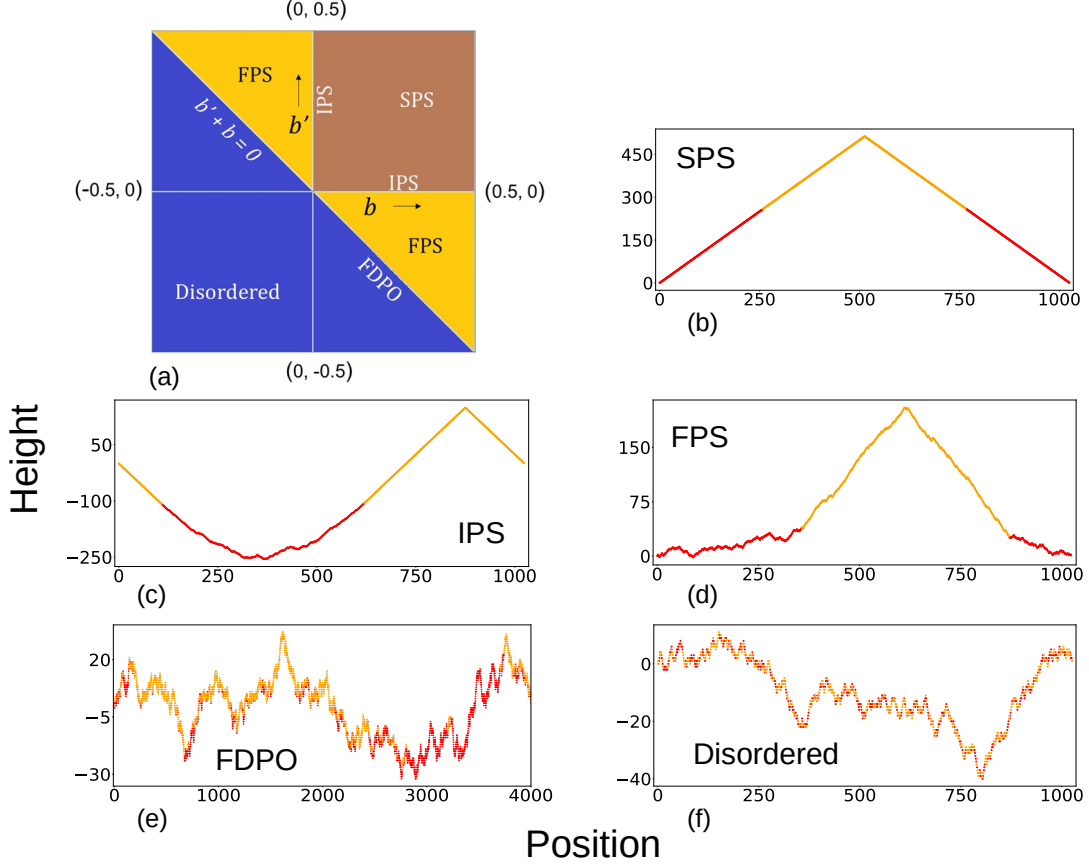 (0, 0.5)
FPS
IPS
SPS
b'
b' + b = 0
(-0.5, 0)
IPS
(0.5, 0)
b
FPS
FDPO
Disordered
(0, -0.5)
(a)
SPS
450
300
150
0
0 250 500 750 1000
(b)
Height
50
−100
−250
IPS
0 250 500 750 1000
(c)
FPS
150
75
0
0 250 500 750 1000
(d)
20
−5
−30
FDPO
0 1000 2000 3000 4000
(e)
0
−20
−40
Disordered
0 250 500 750 1000
(f)
Position